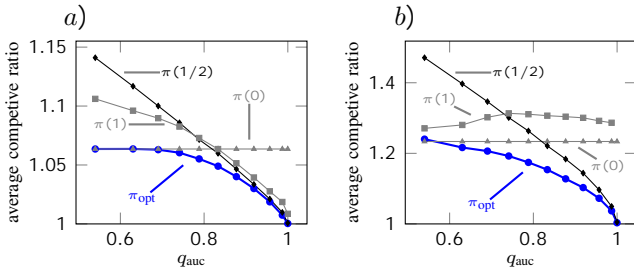 a)
b)
average competive ratio
1.15
1.1
1.05
1
0.6
0.8
1
q_auc
π(1/2)
π(0)
π(1)
π_opt
average competive ratio
1.4
1.2
1
0.6
0.8
1
q_auc
π(1/2)
π(1)
π(0)
π_opt